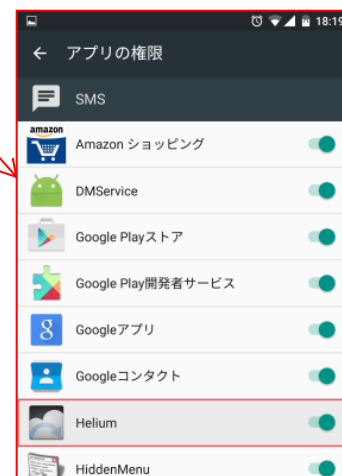 18:19
アプリの権限
SMS
amazon
Amazon ショッピング
DMService
Google Playストア
Google Play開発者サービス
8
Googleアプリ
Googleコンタクト
Helium
HiddenMenu